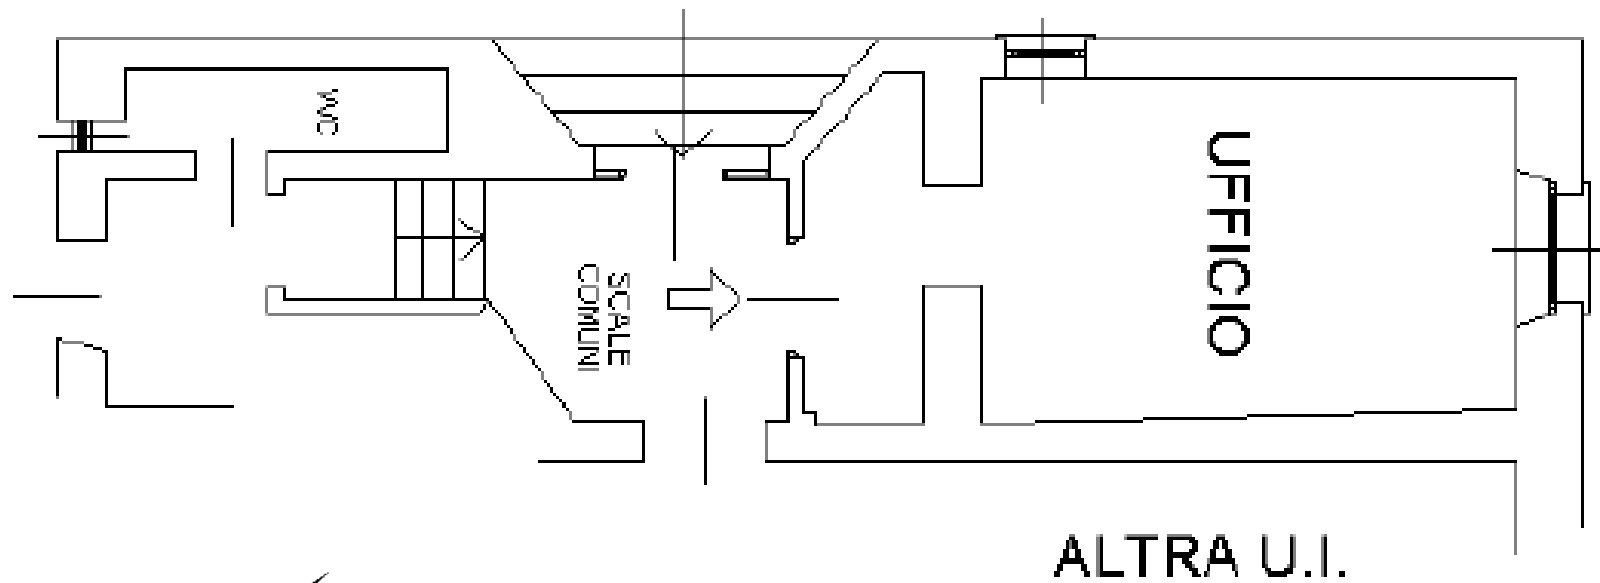 WC
SCALE
COMUNI
UFFICIO
ALTRA U.I.